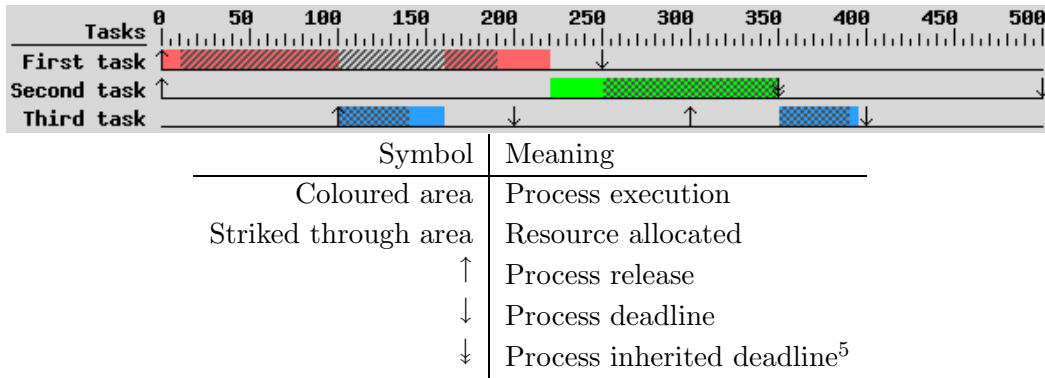 0 50 100 150 200 250 300 350 400 450 500
Tasks
First task
Second task
Third task
Symbol Meaning
Coloured area Process execution
Striked through area Resource allocated
↑ Process release
↓ Process deadline
↡ Process inherited deadline⁵